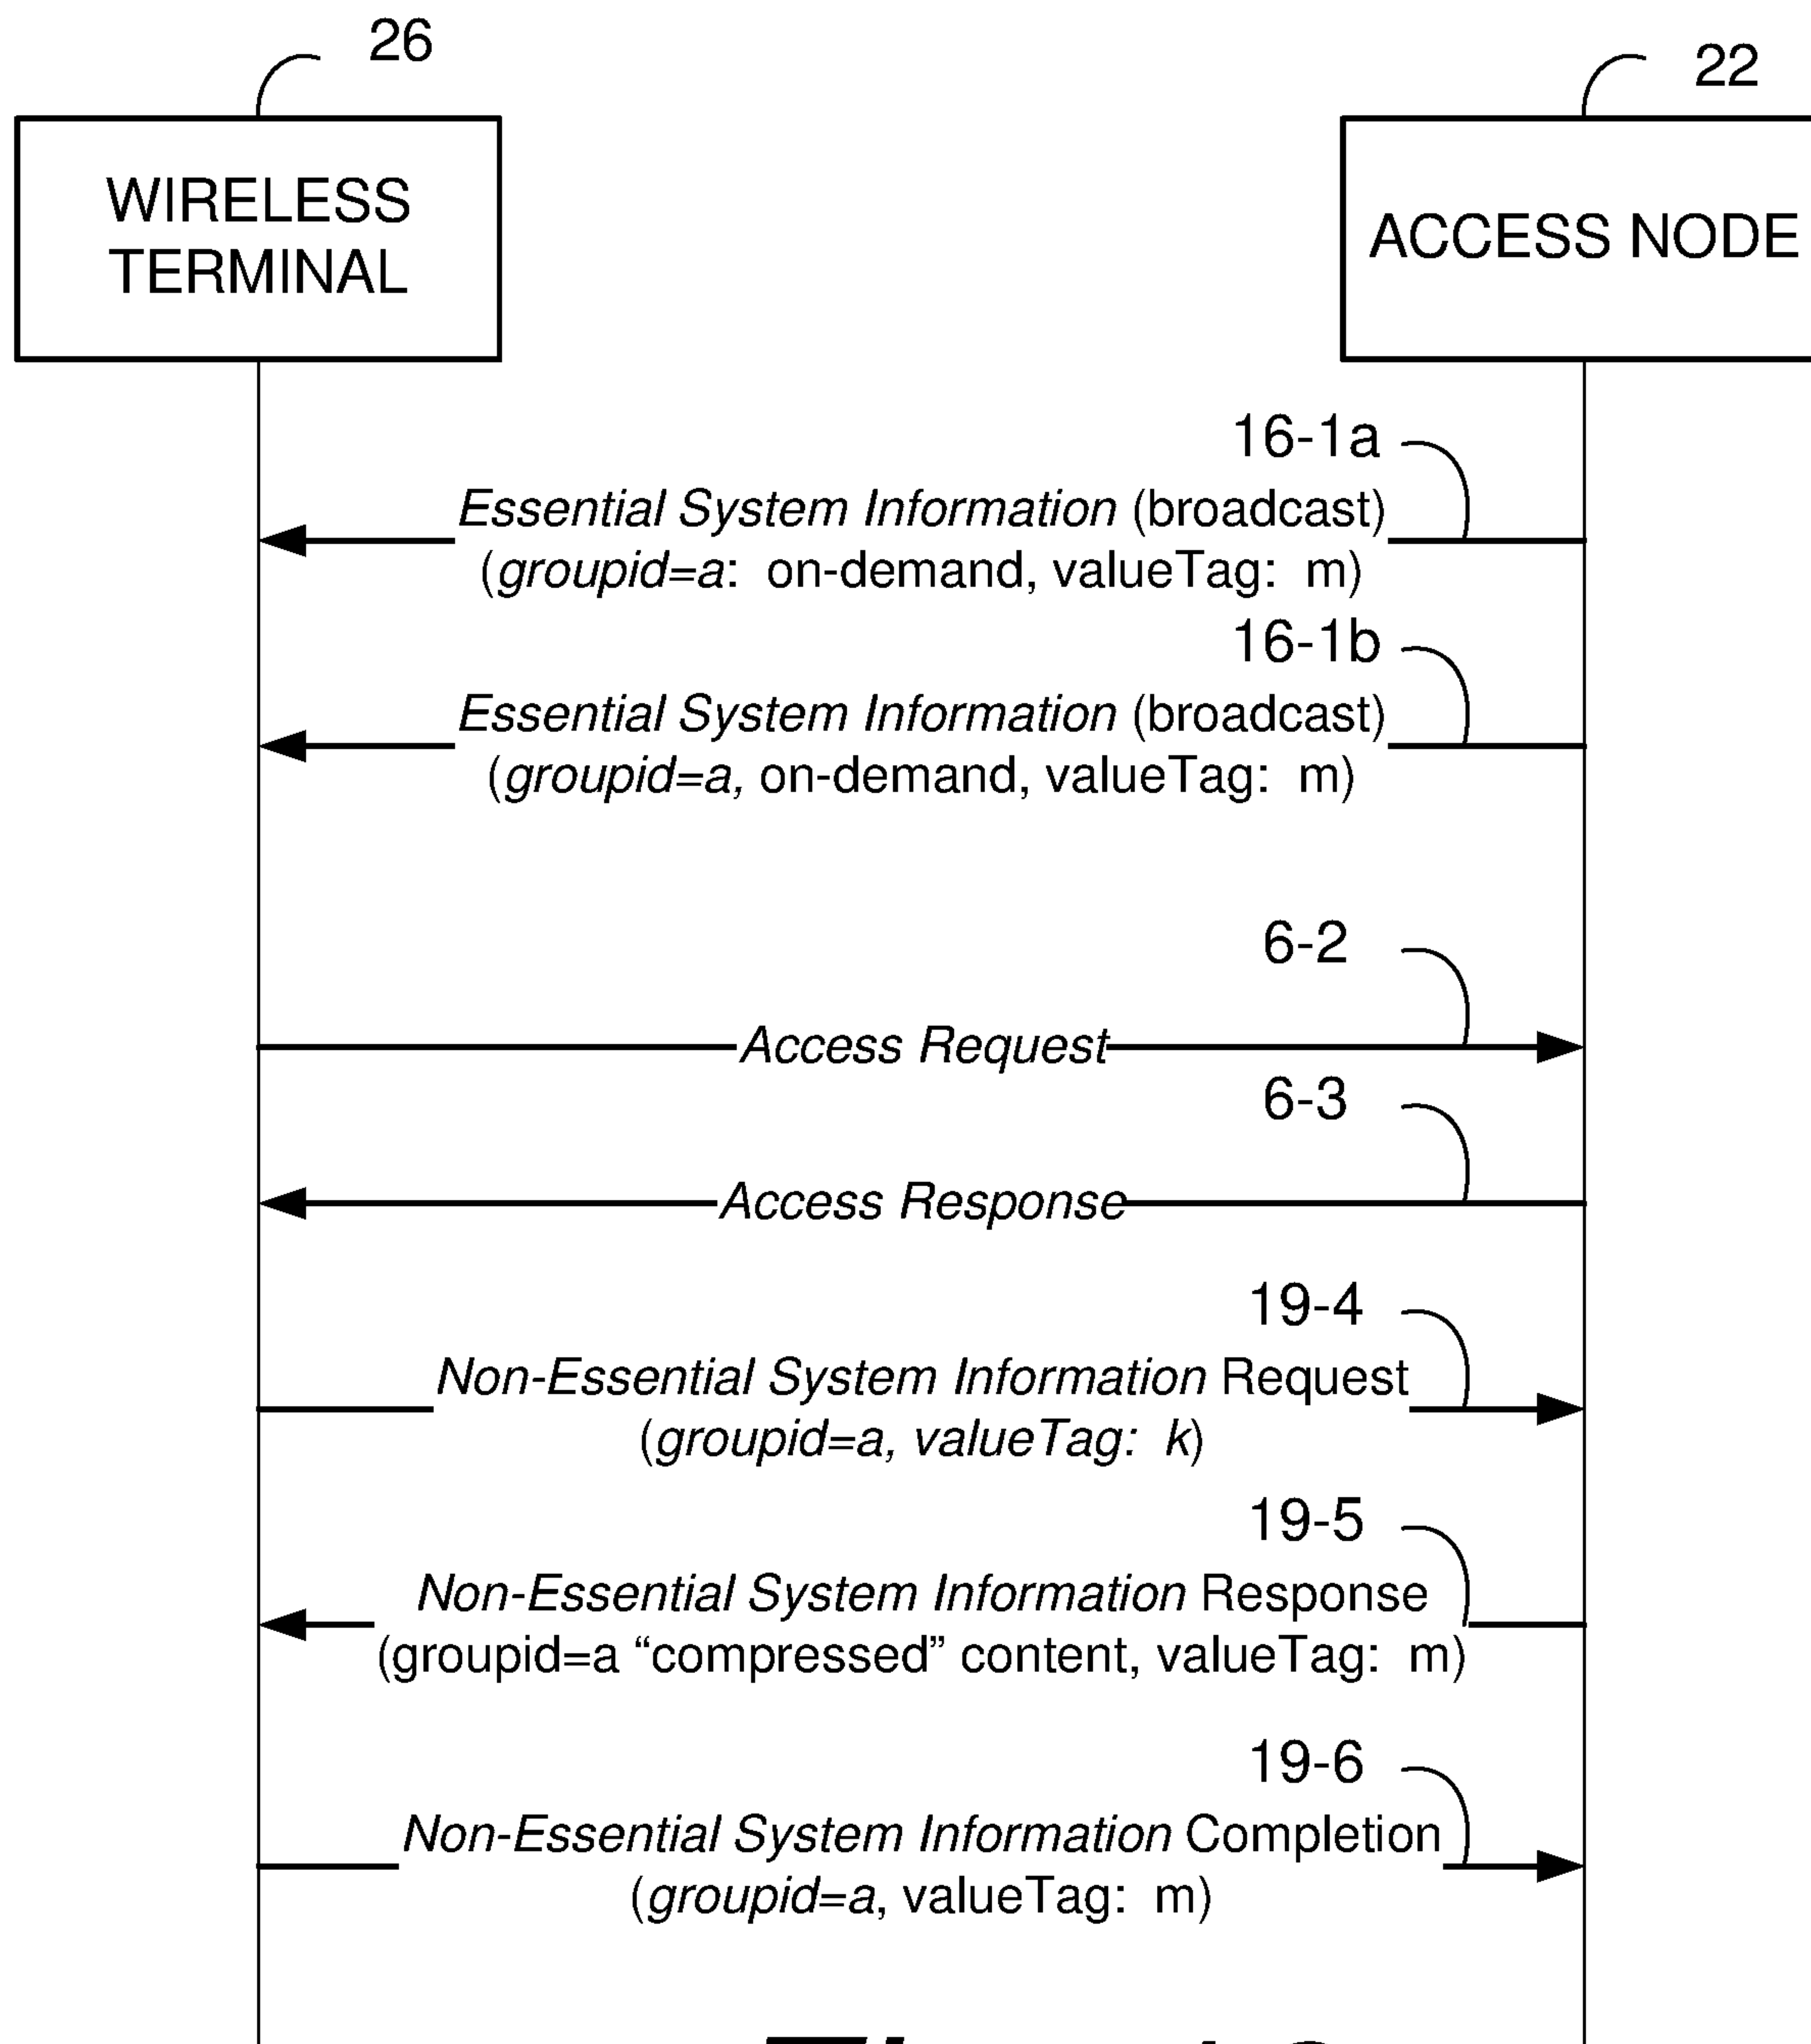 26
22
WIRELESS
TERMINAL
ACCESS NODE
16-1a
Essential System Information (broadcast)
(groupid=a: on-demand, valueTag: m)
16-1b
Essential System Information (broadcast)
(groupid=a, on-demand, valueTag: m)
6-2
Access Request
6-3
Access Response
19-4
Non-Essential System Information Request
(groupid=a, valueTag: k)
19-5
Non-Essential System Information Response
(groupid=a “compressed” content, valueTag: m)
19-6
Non-Essential System Information Completion
(groupid=a, valueTag: m)